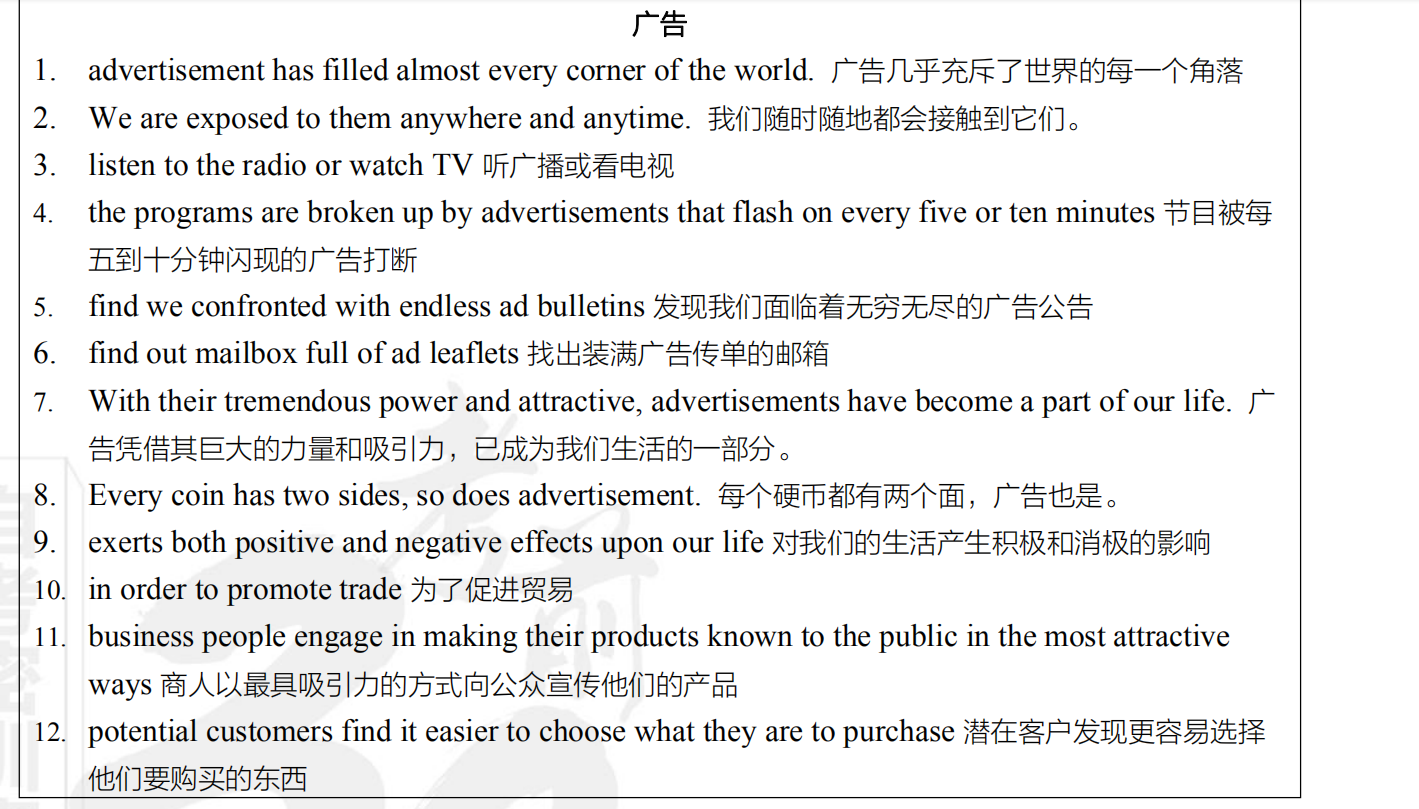 广告
1. advertisement has filled almost every corner of the world. 广告几乎充斥了世界的每一个角落
2. We are exposed to them anywhere and anytime. 我们随时随地都会接触到它们。
3. listen to the radio or watch TV 听广播或看电视
4. the programs are broken up by advertisements that flash on every five or ten minutes 节目被每
五到十分钟闪现的广告打断
5. find we confronted with endless ad bulletins 发现我们面临着无穷无尽的广告公告
6. find out mailbox full of ad leaflets 找出装满广告传单的邮箱
7. With their tremendous power and attractive, advertisements have become a part of our life. 广
告凭借其巨大的力量和吸引力，已成为我们生活的一部分。
8. Every coin has two sides, so does advertisement. 每个硬币都有两个面，广告也是。
9. exerts both positive and negative effects upon our life 对我们的生活产生积极和消极的影响
10. in order to promote trade 为了促进贸易
11. business people engage in making their products known to the public in the most attractive
ways 商人以最具吸引力的方式向公众宣传他们的产品
12. potential customers find it easier to choose what they are to purchase 潜在客户发现更容易选择
他们要购买的东西
考前
自考密训